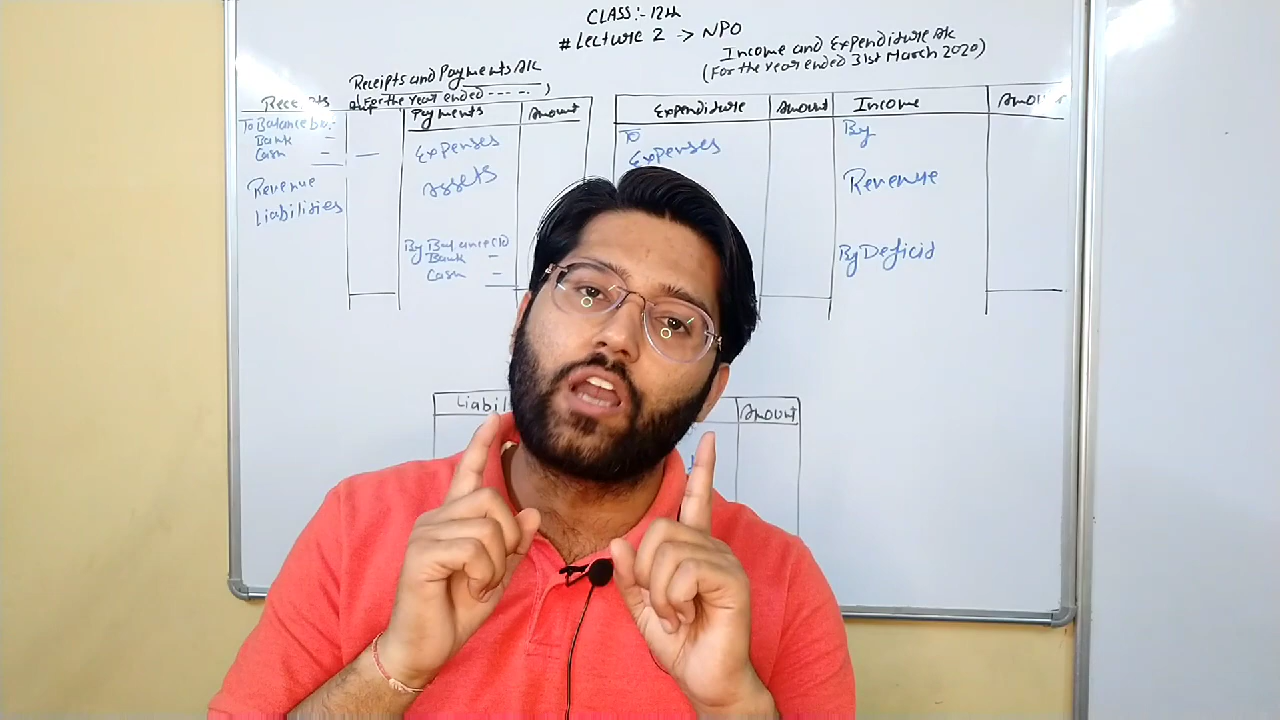 CLASS:- 12th
# Lecture 2 → NPO
Receipts and Payments A/c
(For the Year ended -----)
Payments
Amount
To Balance b/d:-
Bank -
Cash -
Revenue
Liabilities
Expenses
Assets
By Balance c/d
Bank -
Cash -
Income and Expenditure A/c
(For the Year ended 31st March 2020)
Expenditure
Amount
Income
To
Expenses
By
Revenue
By Deficid
Liabil
Amount